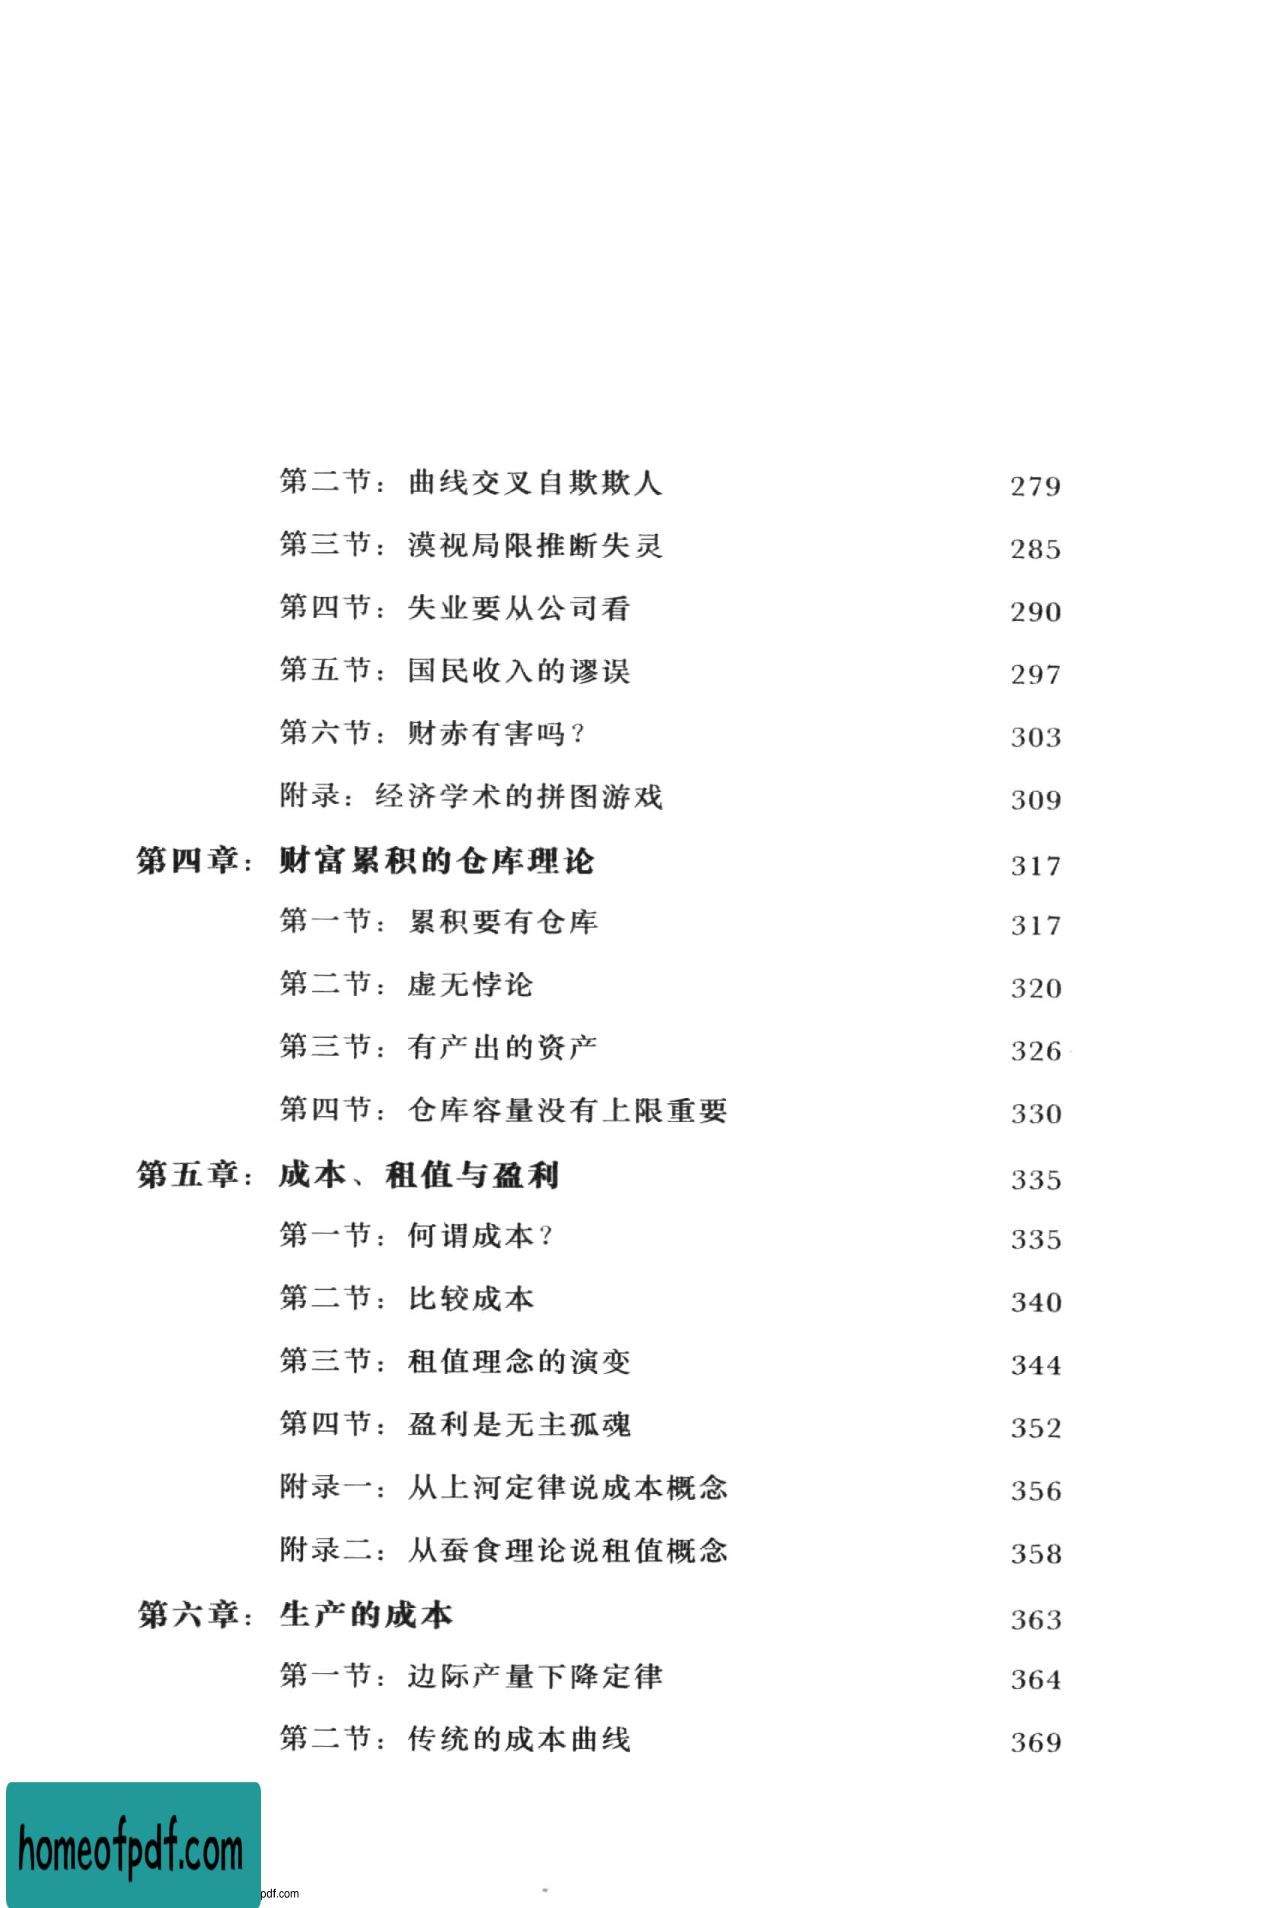 第二节：曲线交叉自欺欺人 279
第三节：漠视局限推断失灵 285
第四节：失业要从公司看 290
第五节：国民收入的谬误 297
第六节：财赤有害吗？ 303
附录：经济学术的拼图游戏 309
第四章：财富累积的仓库理论 317
第一节：累积要有仓库 317
第二节：虚无悖论 320
第三节：有产出的资产 326
第四节：仓库容量没有上限重要 330
第五章：成本、租值与盈利 335
第一节：何谓成本？ 335
第二节：比较成本 340
第三节：租值理念的演变 344
第四节：盈利是无主孤魂 352
附录一：从上河定律说成本概念 356
附录二：从蚕食理论说租值概念 358
第六章：生产的成本 363
第一节：边际产量下降定律 364
第二节：传统的成本曲线 369
homeofpdf.com
pdf.com